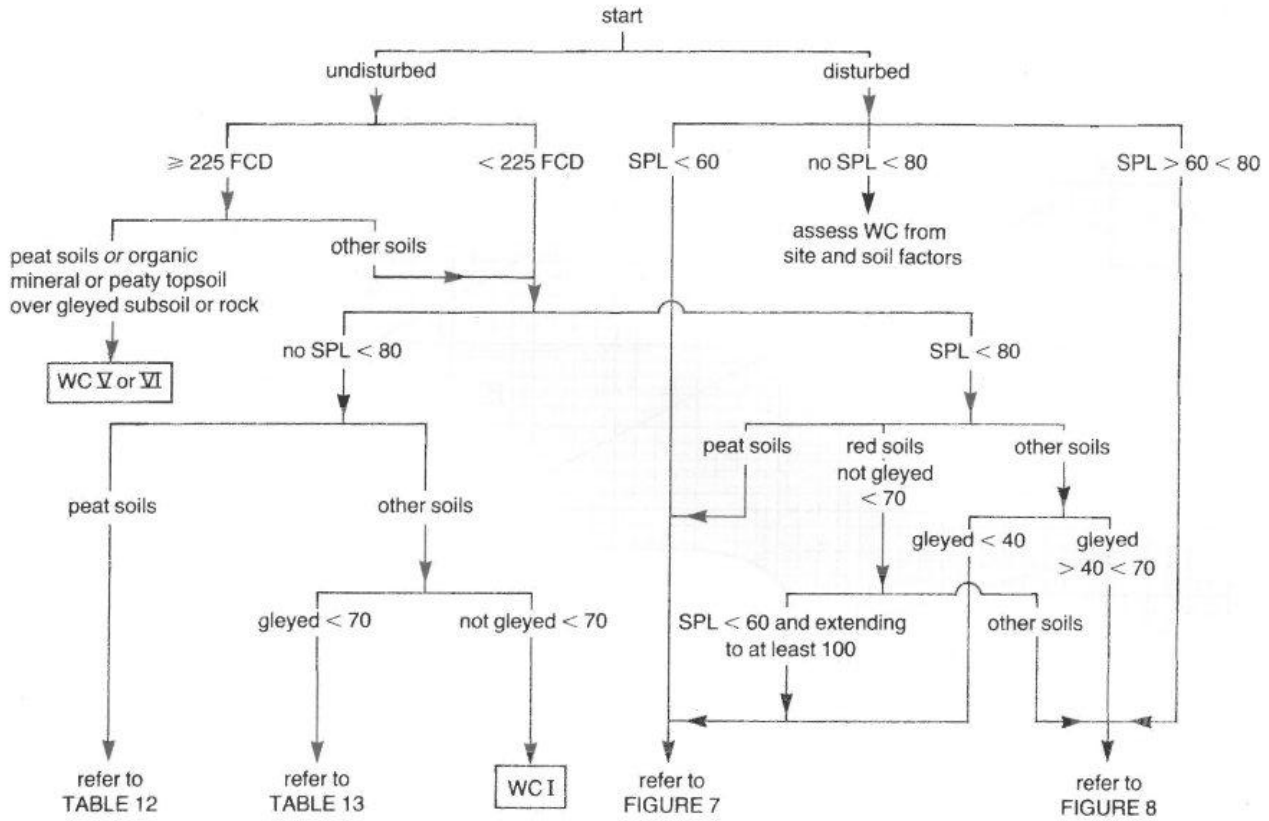 start
undisturbed
disturbed
≥ 225 FCD
< 225 FCD
SPL < 60
no SPL < 80
SPL > 60 < 80
peat soils or organic
mineral or peaty topsoil
over gleyed subsoil or rock
other soils
assess WC from
site and soil factors
WC V or VI
no SPL < 80
SPL < 80
peat soils
other soils
peat soils
red soils
not gleyed
< 70
other soils
gleyed < 40
gleyed
> 40 < 70
gleyed < 70
not gleyed < 70
SPL < 60 and extending
to at least 100
other soils
refer to
TABLE 12
refer to
TABLE 13
WC I
refer to
FIGURE 7
refer to
FIGURE 8